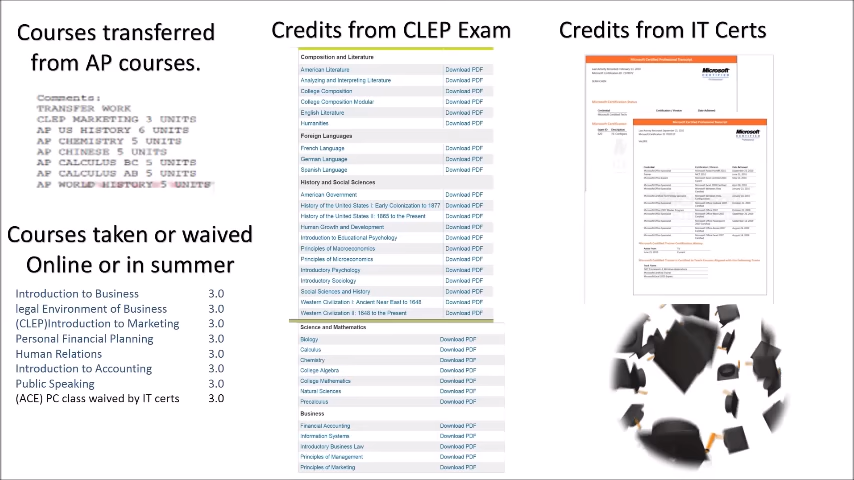 Courses transferred
from AP courses.
Comments:
TRANSFER WORK
CLEP MARKETING 3 UNITS
AP US HISTORY 6 UNITS
AP CHEMISTRY 5 UNITS
AP CHINESE 5 UNITS
AP CALCULUS BC 5 UNITS
AP CALCULUS AB 5 UNITS
AP WORLD HISTORY 5 UNITS
Courses taken or waived
Online or in summer
Introduction to Business 3.0
legal Environment of Business 3.0
(CLEP)Introduction to Marketing 3.0
Personal Financial Planning 3.0
Human Relations 3.0
Introduction to Accounting 3.0
Public Speaking 3.0
(ACE) PC class waived by IT certs 3.0
Credits from CLEP Exam
Composition and Literature
American Literature Download PDF
Analyzing and Interpreting Literature Download PDF
College Composition Download PDF
College Composition Modular Download PDF
English Literature Download PDF
Humanities Download PDF
Foreign Languages
French Language Download PDF
German Language Download PDF
Spanish Language Download PDF
History and Social Sciences
American Government Download PDF
History of the United States I: Early Colonization to 1877 Download PDF
History of the United States II: 1865 to the Present Download PDF
Human Growth and Development Download PDF
Introduction to Educational Psychology Download PDF
Principles of Macroeconomics Download PDF
Principles of Microeconomics Download PDF
Introductory Psychology Download PDF
Introductory Sociology Download PDF
Social Sciences and History Download PDF
Western Civilization I: Ancient Near East to 1648 Download PDF
Western Civilization II: 1648 to the Present Download PDF
Science and Mathematics
Biology Download PDF
Calculus Download PDF
Chemistry Download PDF
College Algebra Download PDF
College Mathematics Download PDF
Natural Sciences Download PDF
Precalculus Download PDF
Business
Financial Accounting Download PDF
Information Systems Download PDF
Introductory Business Law Download PDF
Principles of Management Download PDF
Principles of Marketing Download PDF
Credits from IT Certs
Microsoft
CERTIFIED
Professional
Microsoft
CERTIFIED
Professional